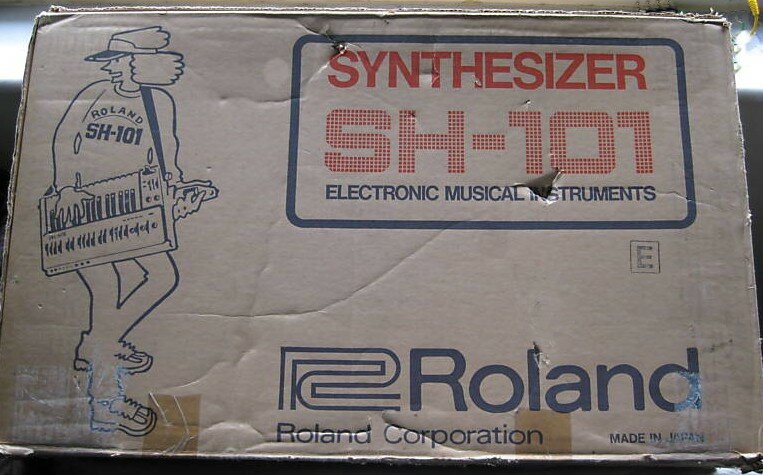 SYNTHESIZER
SH-101
ELECTRONIC MUSICAL INSTRUMENTS
ROLAND
SH-101
E
Roland
Roland Corporation
MADE IN JAPAN